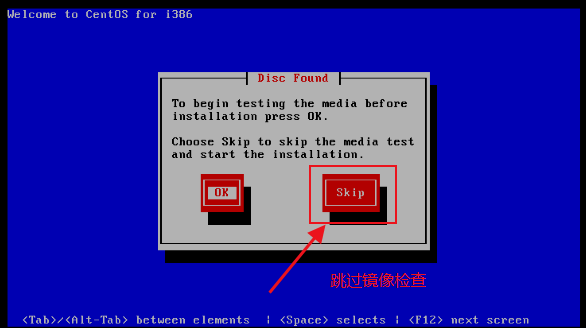 Welcome to CentOS for i386
Disc Found
To begin testing the media before
installation press OK.
Choose Skip to skip the media test
and start the installation.
OK
Skip
跳过镜像检查
<Tab>/<Alt-Tab> between elements | <Space> selects | <F12> next screen